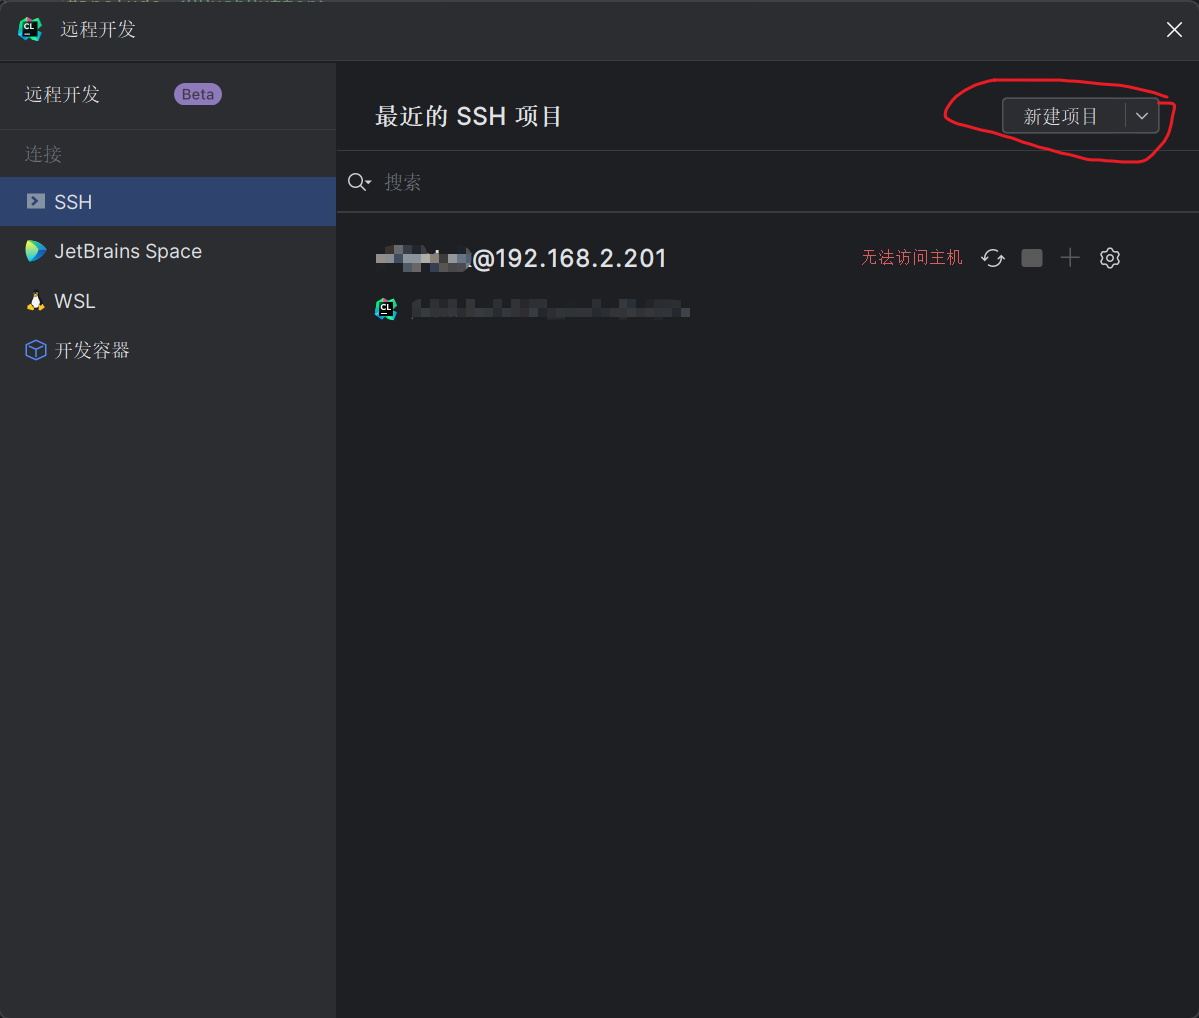 远程开发
远程开发 Beta
连接
SSH
JetBrains Space
WSL
开发容器
最近的 SSH 项目
新建项目
搜索
@192.168.2.201
无法访问主机